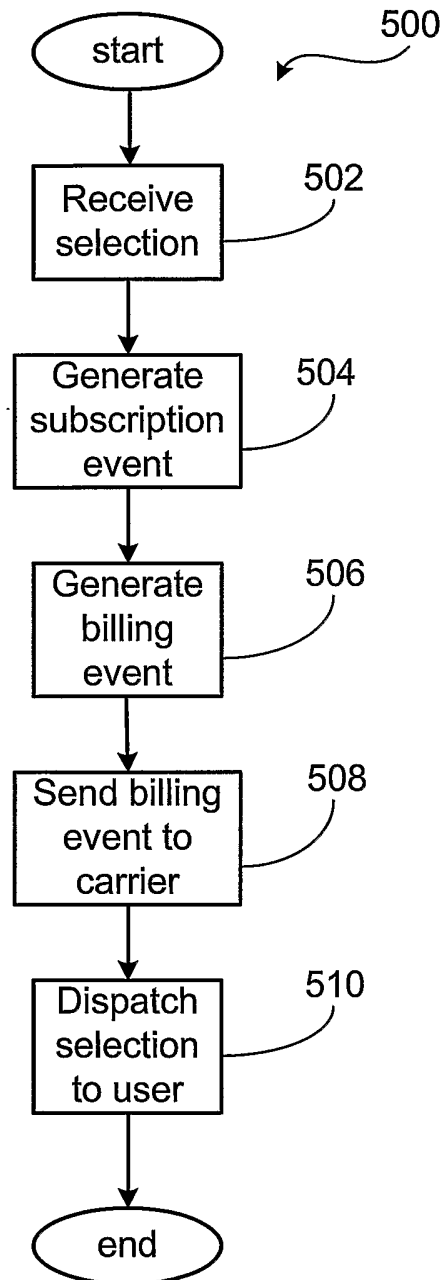 start
500
Receive
selection
502
Generate
subscription
event
504
Generate
billing
event
506
Send billing
event to
carrier
508
Dispatch
selection
to user
510
end